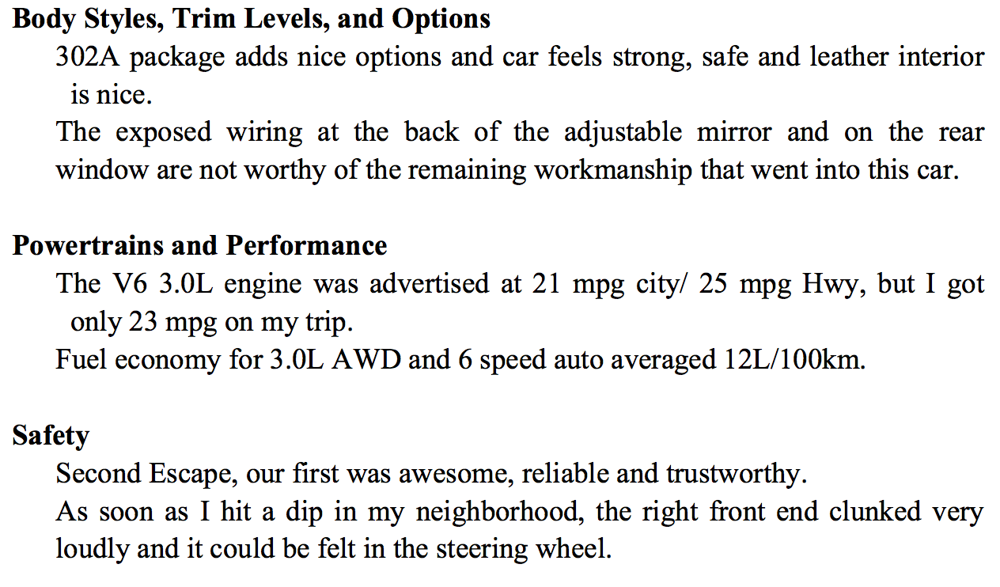 Body Styles, Trim Levels, and Options
302A package adds nice options and car feels strong, safe and leather interior
is nice.
The exposed wiring at the back of the adjustable mirror and on the rear
window are not worthy of the remaining workmanship that went into this car.
Powertrains and Performance
The V6 3.0L engine was advertised at 21 mpg city/ 25 mpg Hwy, but I got
only 23 mpg on my trip.
Fuel economy for 3.0L AWD and 6 speed auto averaged 12L/100km.
Safety
Second Escape, our first was awesome, reliable and trustworthy.
As soon as I hit a dip in my neighborhood, the right front end clunked very
loudly and it could be felt in the steering wheel.